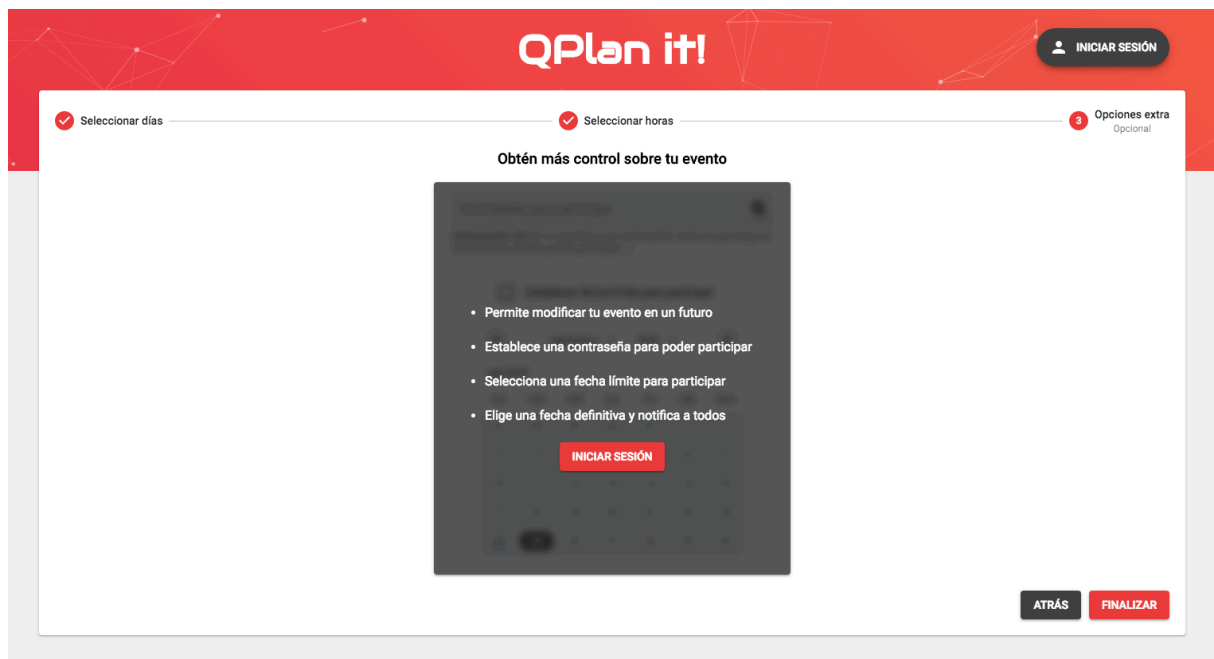 QPlan it!
INICIAR SESIÓN
Seleccionar días
Seleccionar horas
3
Opciones extra
Opcional
Obtén más control sobre tu evento
• Permite modificar tu evento en un futuro
• Establece una contraseña para poder participar
• Selecciona una fecha límite para participar
• Elige una fecha definitiva y notifica a todos
INICIAR SESIÓN
ATRÁS
FINALIZAR